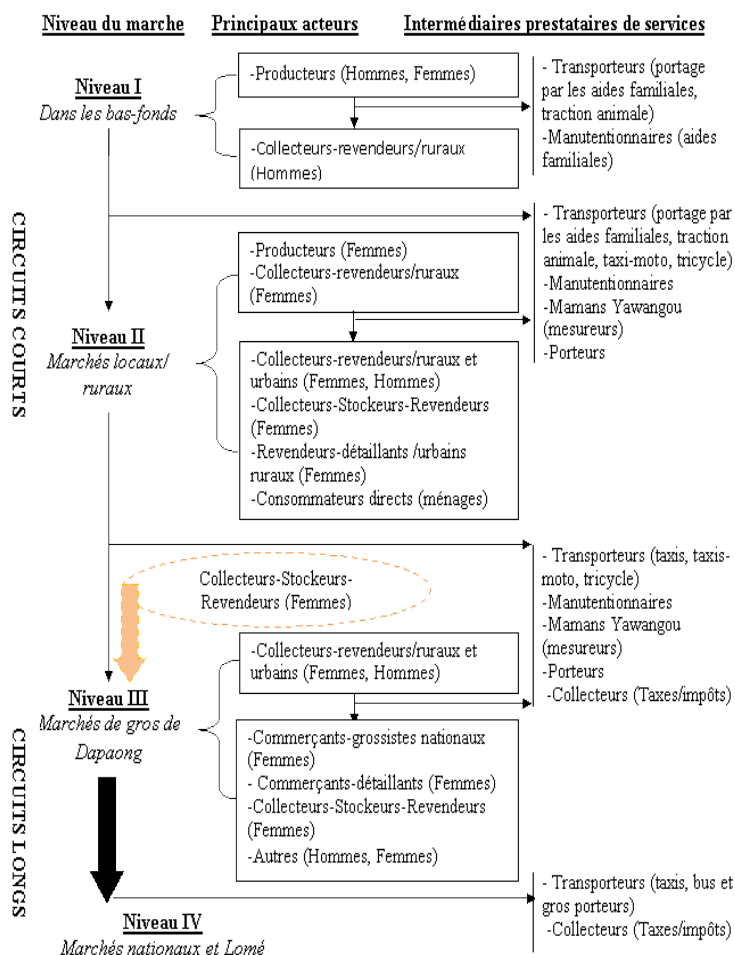 Niveau du marche
Principaux acteurs
Intermédiaires prestataires de services
Niveau I
Dans les bas-fonds
-Producteurs (Hommes, Femmes)
-Collecteurs-revendeurs/ruraux
(Hommes)
- Transporteurs (portage
par les aides familiales,
traction animale)
-Manutentionnaires (aides
familiales)
CIRCUITS COURTS
Niveau II
Marchés locaux/
ruraux
-Producteurs (Femmes)
-Collecteurs-revendeurs/ruraux
(Femmes)
-Collecteurs-revendeurs/ruraux et
urbains (Femmes, Hommes)
-Collecteurs-Stockeurs-Revendeurs
(Femmes)
-Revendeurs-détaillants /urbains
ruraux (Femmes)
-Consommateurs directs (ménages)
- Transporteurs (portage par
les aides familiales, traction
animale, taxi-moto, tricycle)
-Manutentionnaires
-Mamans Yawangou
(mesureurs)
-Porteurs
Collecteurs-Stockeurs-
Revendeurs (Femmes)
CIRCUITS LONGS
Niveau III
Marchés de gros de
Dapaong
-Collecteurs-revendeurs/ruraux et
urbains (Femmes, Hommes)
-Commerçants-grossistes nationaux
(Femmes)
- Commerçants-détaillants (Femmes)
-Collecteurs-Stockeurs-Revendeurs
(Femmes)
-Autres (Hommes, Femmes)
- Transporteurs (taxis, taxis-
moto, tricycle)
-Manutentionnaires
-Mamans Yawangou
(mesureurs)
-Porteurs
-Collecteurs (Taxes/impôts)
Niveau IV
Marchés nationaux et Lomé
- Transporteurs (taxis, bus et
gros porteurs)
-Collecteurs (Taxes/impôts)